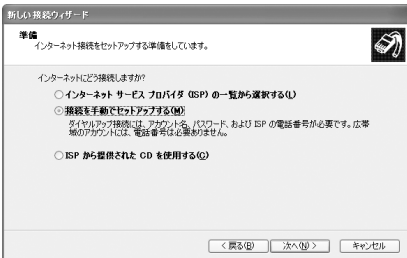 新しい接続ウィザード
準備
インターネット接続をセットアップする準備をしています。
インターネットにどう接続しますか?
インターネット サービス プロバイダ (ISP) の一覧から選択する(L)
接続を手動でセットアップする(M)
ダイヤルアップ接続には、アカウント名、パスワード、および ISP の電話番号が必要です。広帯
域のアカウントには、電話番号は必要ありません。
ISP から提供された CD を使用する(C)
< 戻る(B)
次へ(N) >
キャンセル